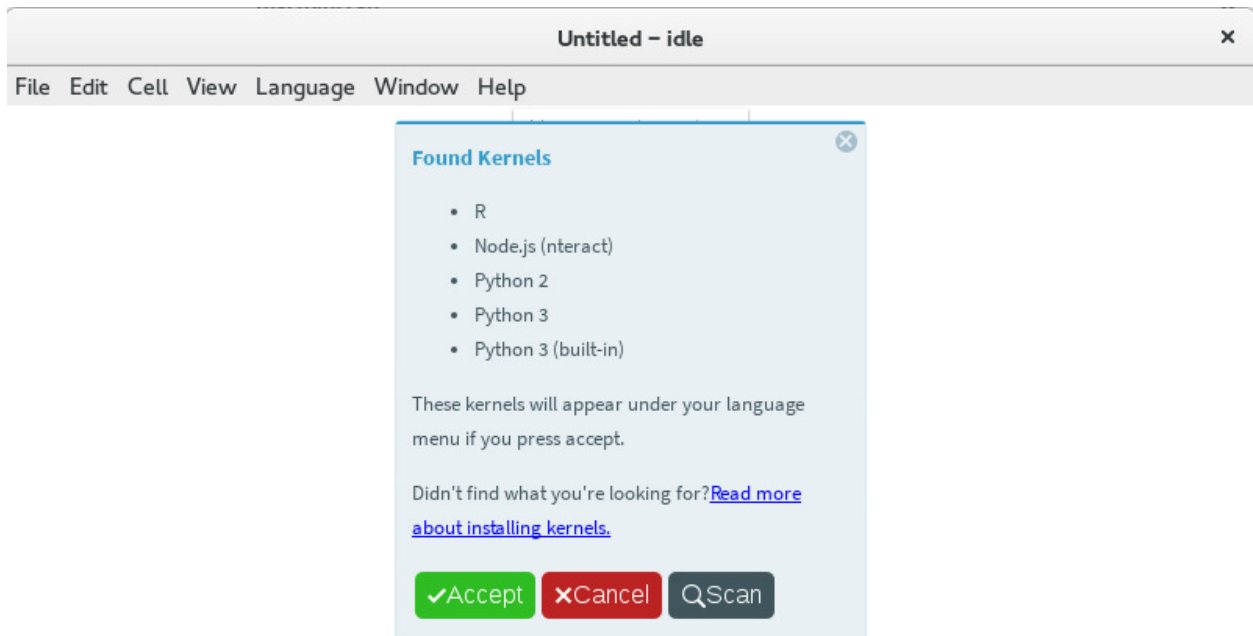 Untitled – idle
File Edit Cell View Language Window Help
Found Kernels
• R
• Node.js (nteract)
• Python 2
• Python 3
• Python 3 (built-in)
These kernels will appear under your language
menu if you press accept.
Didn't find what you're looking for?Read more
about installing kernels.
Accept Cancel Scan